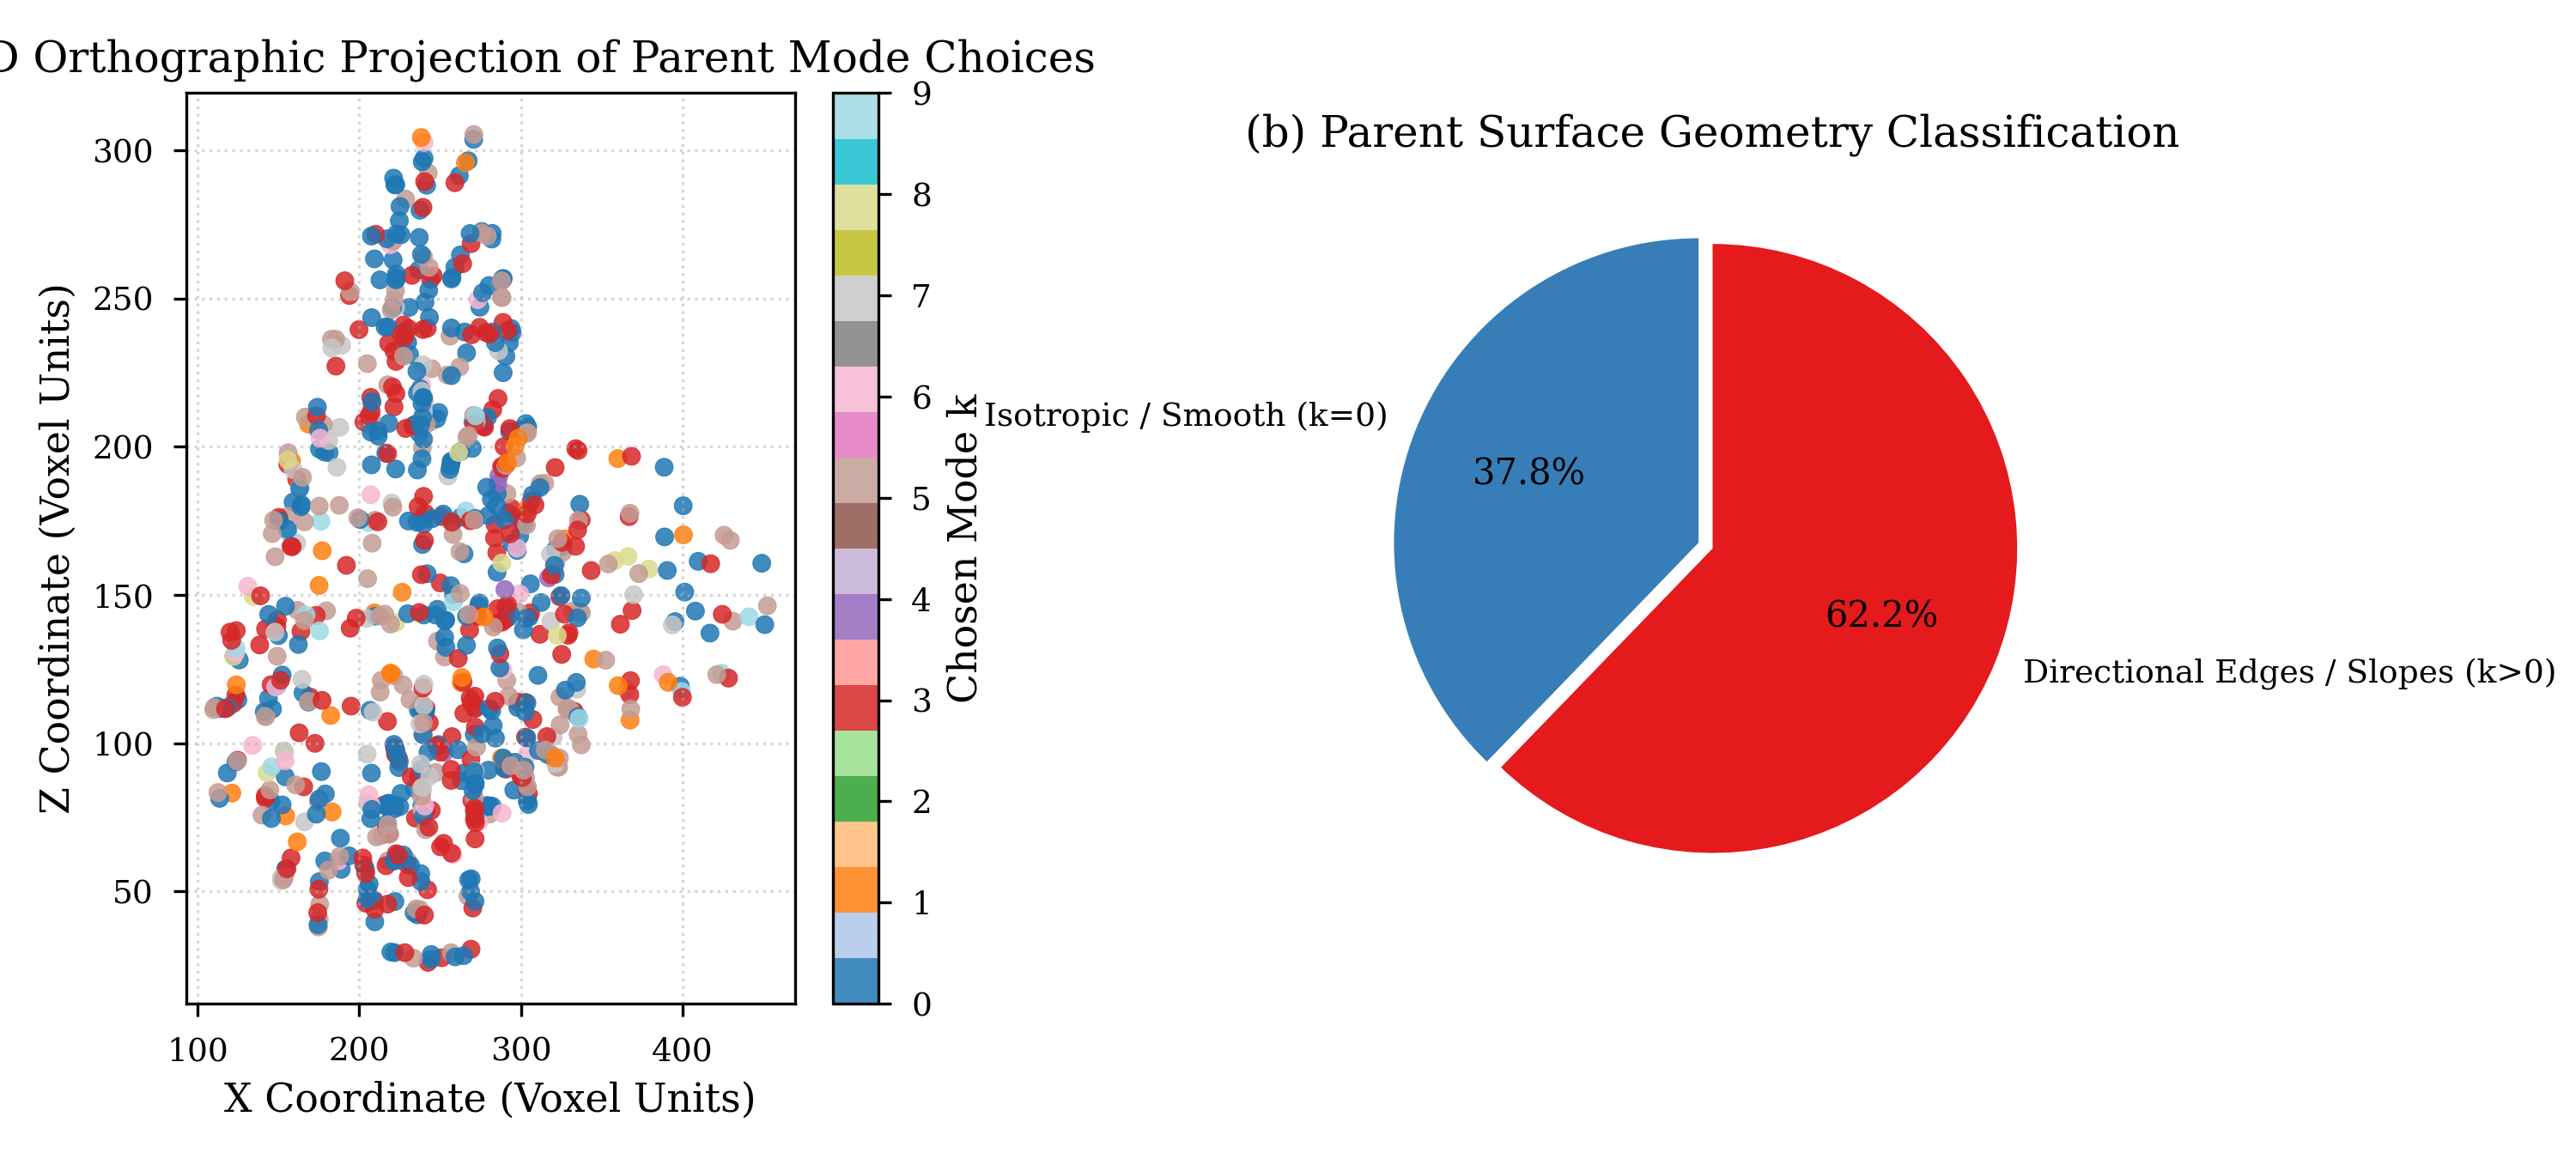 D Orthographic Projection of Parent Mode Choices
300
250
200
150
100
50
Z Coordinate (Voxel Units)
100 200 300 400
X Coordinate (Voxel Units)
9
8
7
6
5
4
3
2
1
0
Chosen Mode k
(b) Parent Surface Geometry Classification
Isotropic / Smooth (k=0)
37.8%
62.2%
Directional Edges / Slopes (k>0)